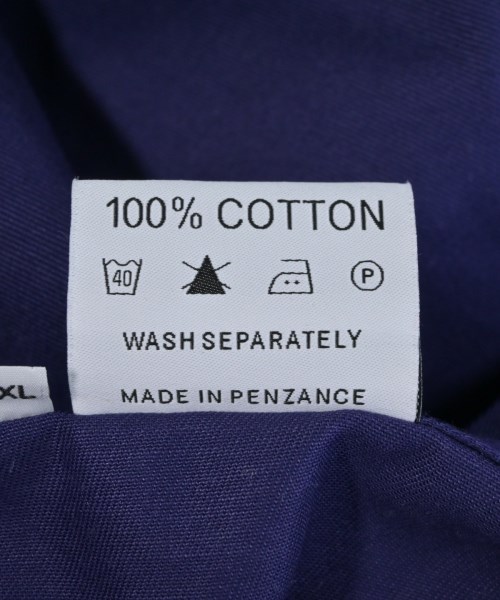 100% COTTON
40 P
WASH SEPARATELY
XL
MADE IN PENZANCE